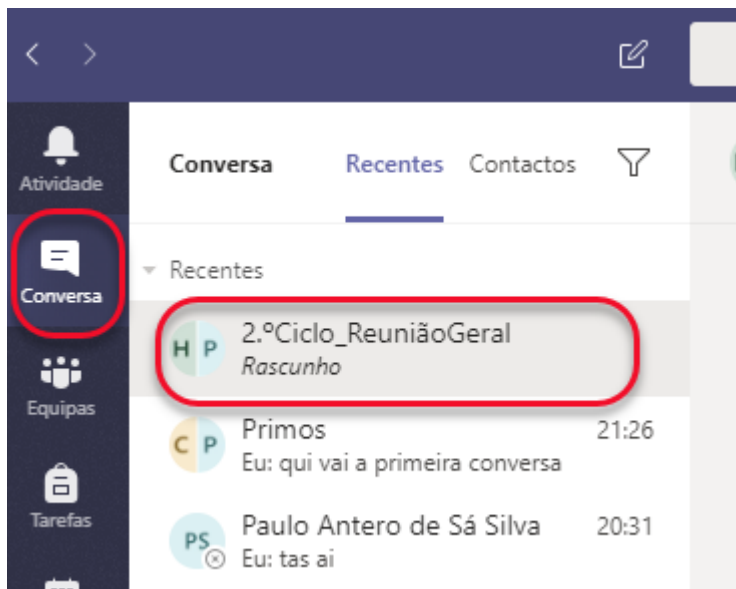 Atividade
Conversa
Equipas
Tarefas
Conversa Recentes Contactos
Recentes
H P 2.ºCiclo_ReuniãoGeral
Rascunho
C P Primos 21:26
Eu: qui vai a primeira conversa
PS Paulo Antero de Sá Silva 20:31
Eu: tas ai